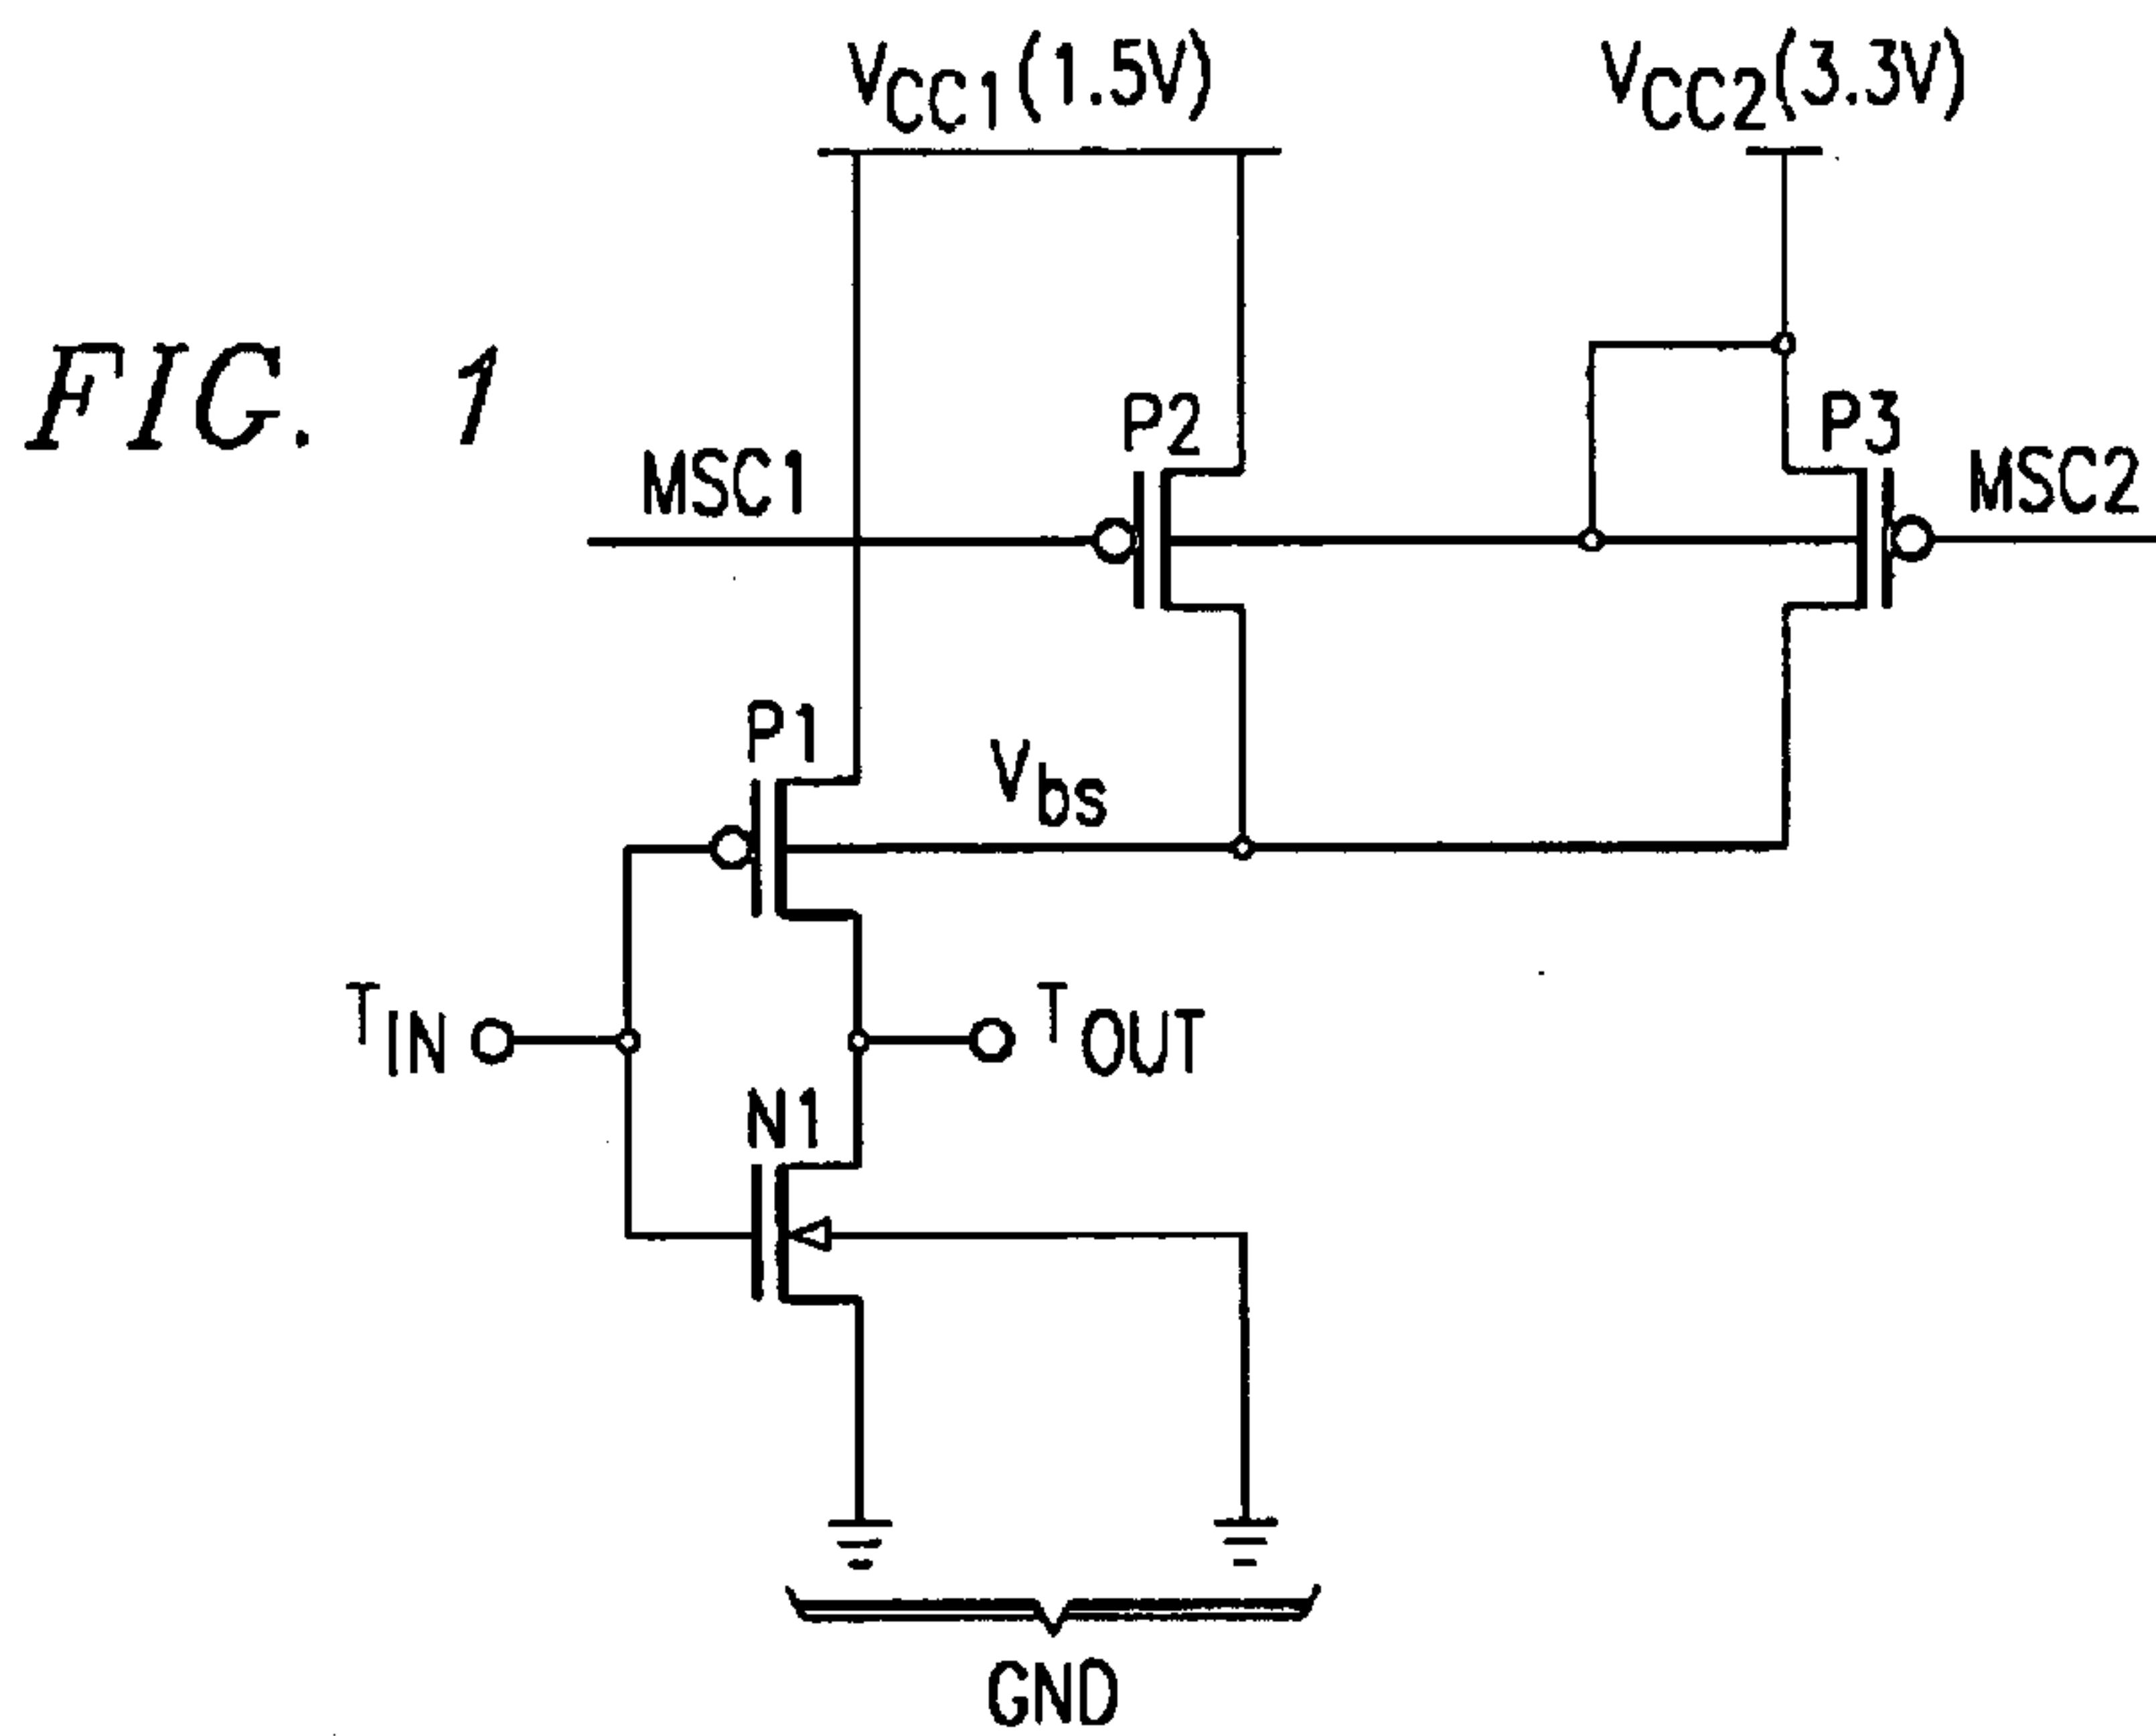 VCC1(1.5V)
VCC2(3.3V)
FIG. 1
P2
P3
MSC1
MSC2
P1
Vbs
TIN
TOUT
N1
GND